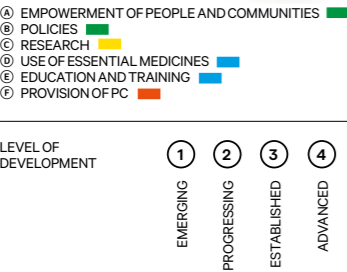 Ⓐ EMPOWERMENT OF PEOPLE AND COMMUNITIES
Ⓑ POLICIES
Ⓒ RESEARCH
Ⓓ USE OF ESSENTIAL MEDICINES
Ⓔ EDUCATION AND TRAINING
Ⓕ PROVISION OF PC
LEVEL OF
DEVELOPMENT
1 2 3 4
EMERGING
PROGRESSING
ESTABLISHED
ADVANCED